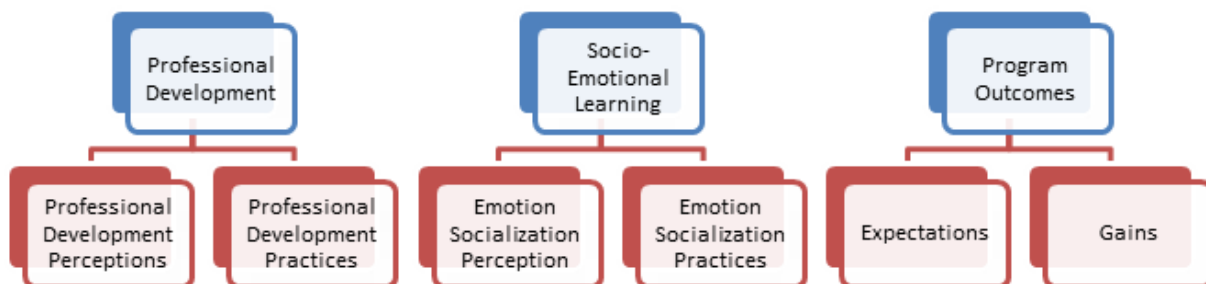 Professional
Development
Socio-
Emotional
Learning
Program
Outcomes
Professional
Development
Perceptions
Professional
Development
Practices
Emotion
Socialization
Perception
Emotion
Socialization
Practices
Expectations
Gains